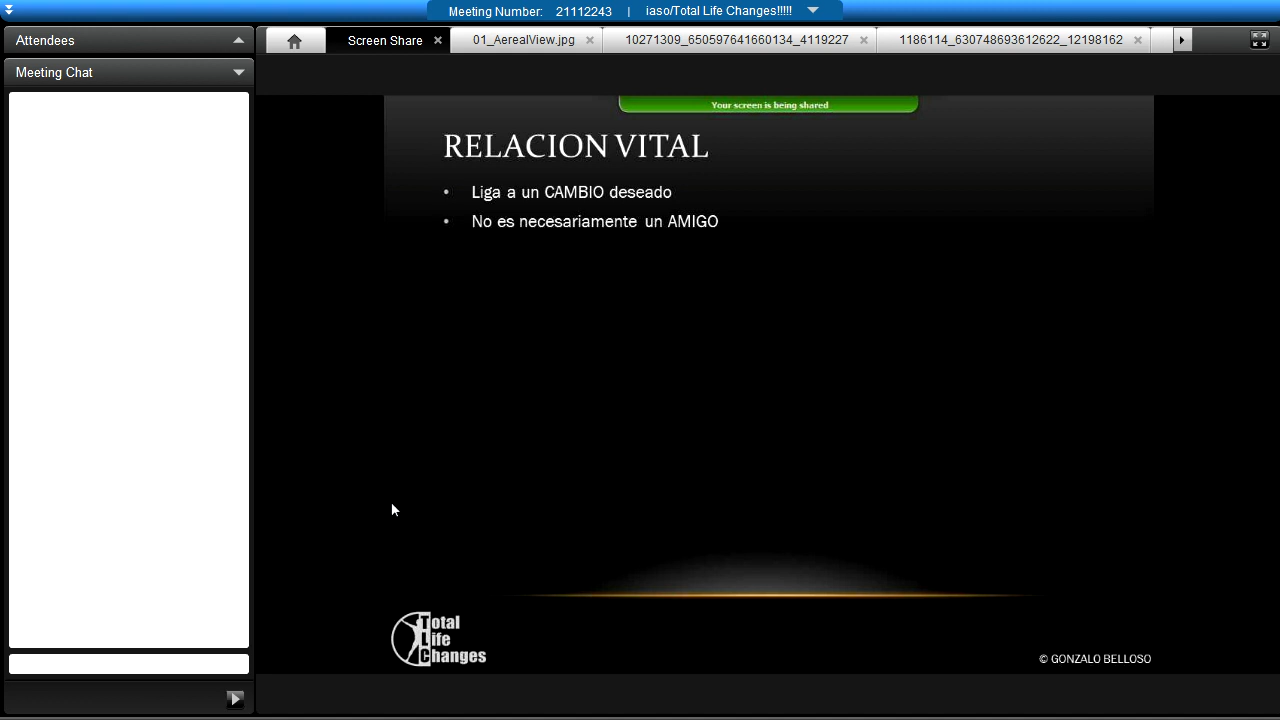 Meeting Number: 21112243 | iaso/Total Life Changes!!!!!
Attendees
Screen Share
01_AerealView.jpg
10271309_650597641660134_4119227
1186114_630748693612622_12198162
Meeting Chat
Your screen is being shared
RELACION VITAL
• Liga a un CAMBIO deseado
• No es necesariamente un AMIGO
Total
Life
Changes
© GONZALO BELLOSO